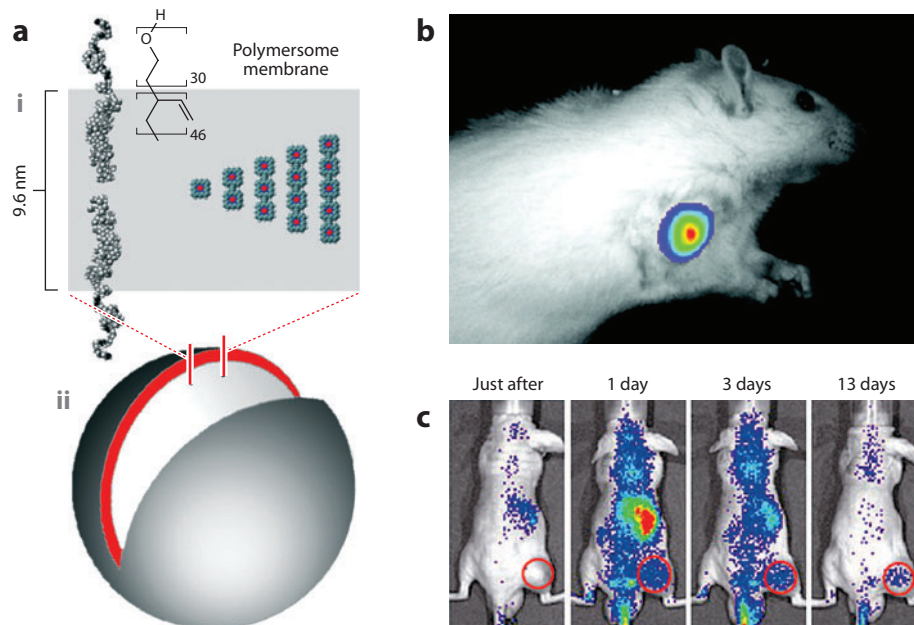 a
H
O
30
46
Polymersome
membrane
i
9.6 nm
ii
b
c
Just after
1 day
3 days
13 days